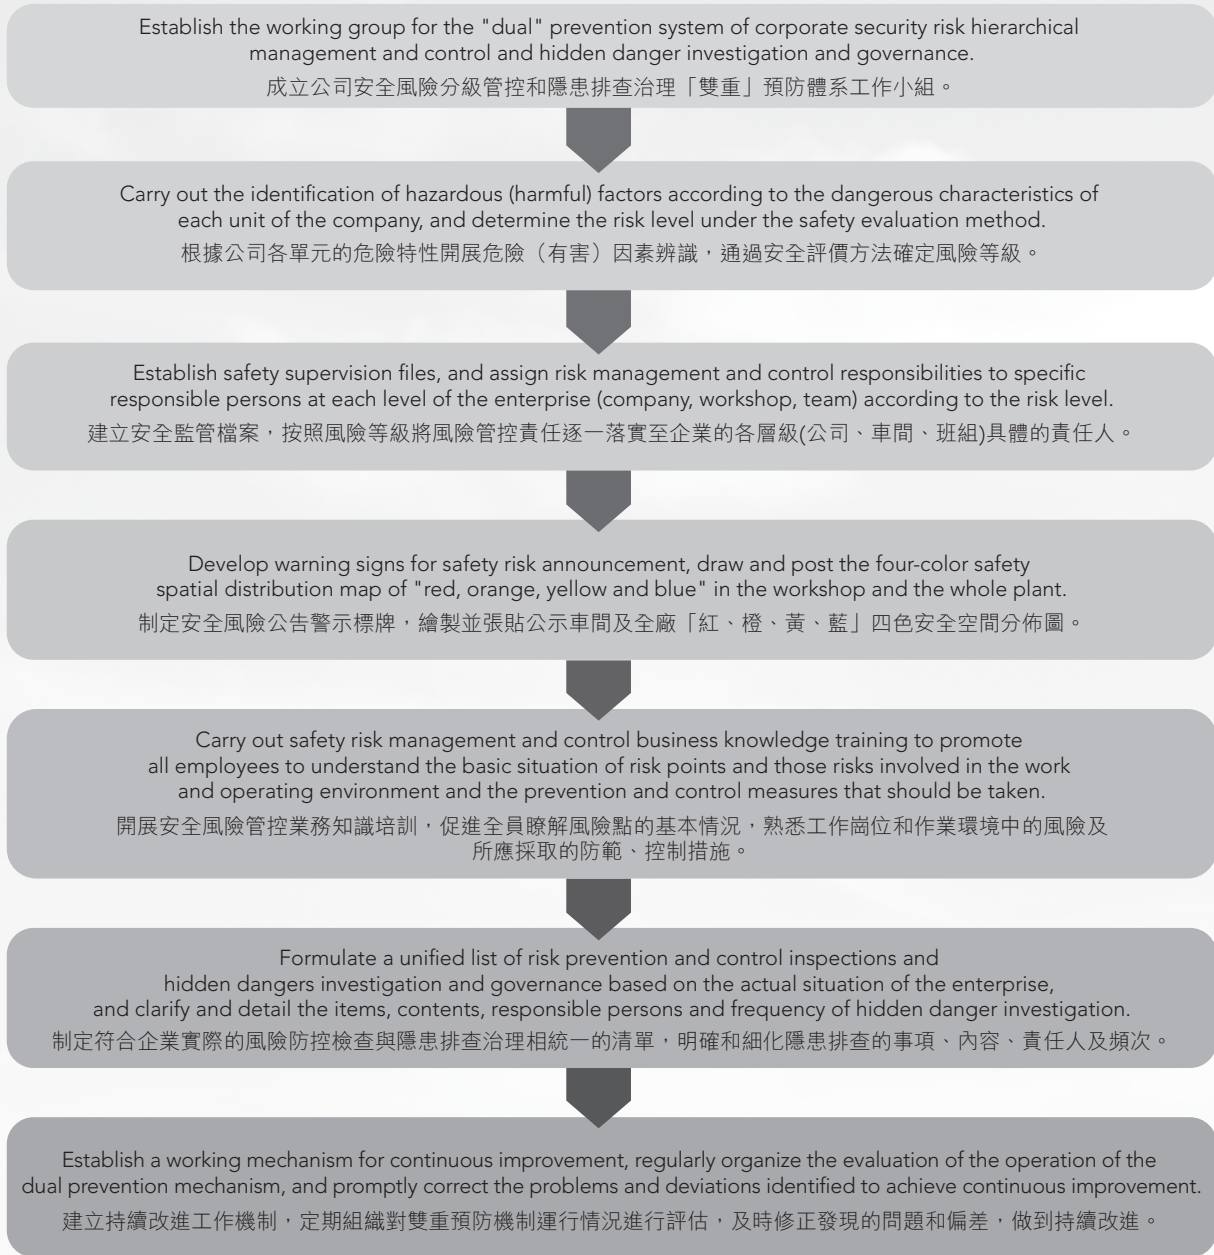 Establish the working group for the "dual" prevention system of corporate security risk hierarchical
management and control and hidden danger investigation and governance.
成立公司安全風險分級管控和隱患排查治理「雙重」預防體系工作小組。
Carry out the identification of hazardous (harmful) factors according to the dangerous characteristics of
each unit of the company, and determine the risk level under the safety evaluation method.
根據公司各單元的危險特性開展危險（有害）因素辨識，通過安全評價方法確定風險等級。
Establish safety supervision files, and assign risk management and control responsibilities to specific
responsible persons at each level of the enterprise (company, workshop, team) according to the risk level.
建立安全監管檔案，按照風險等級將風險管控責任逐一落實至企業的各層級(公司、車間、班組)具體的責任人。
Develop warning signs for safety risk announcement, draw and post the four-color safety
spatial distribution map of "red, orange, yellow and blue" in the workshop and the whole plant.
制定安全風險公告警示標牌，繪製並張貼公示車間及全廠「紅、橙、黃、藍」四色安全空間分佈圖。
Carry out safety risk management and control business knowledge training to promote
all employees to understand the basic situation of risk points and those risks involved in the work
and operating environment and the prevention and control measures that should be taken.
開展安全風險管控業務知識培訓，促進全員瞭解風險點的基本情況，熟悉工作崗位和作業環境中的風險及
所應採取的防範、控制措施。
Formulate a unified list of risk prevention and control inspections and
hidden dangers investigation and governance based on the actual situation of the enterprise,
and clarify and detail the items, contents, responsible persons and frequency of hidden danger investigation.
制定符合企業實際的風險防控檢查與隱患排查治理相統一的清單，明確和細化隱患排查的事項、內容、責任人及頻次。
Establish a working mechanism for continuous improvement, regularly organize the evaluation of the operation of the
dual prevention mechanism, and promptly correct the problems and deviations identified to achieve continuous improvement.
建立持續改進工作機制，定期組織對雙重預防機制運行情況進行評估，及時修正發現的問題和偏差，做到持續改進。